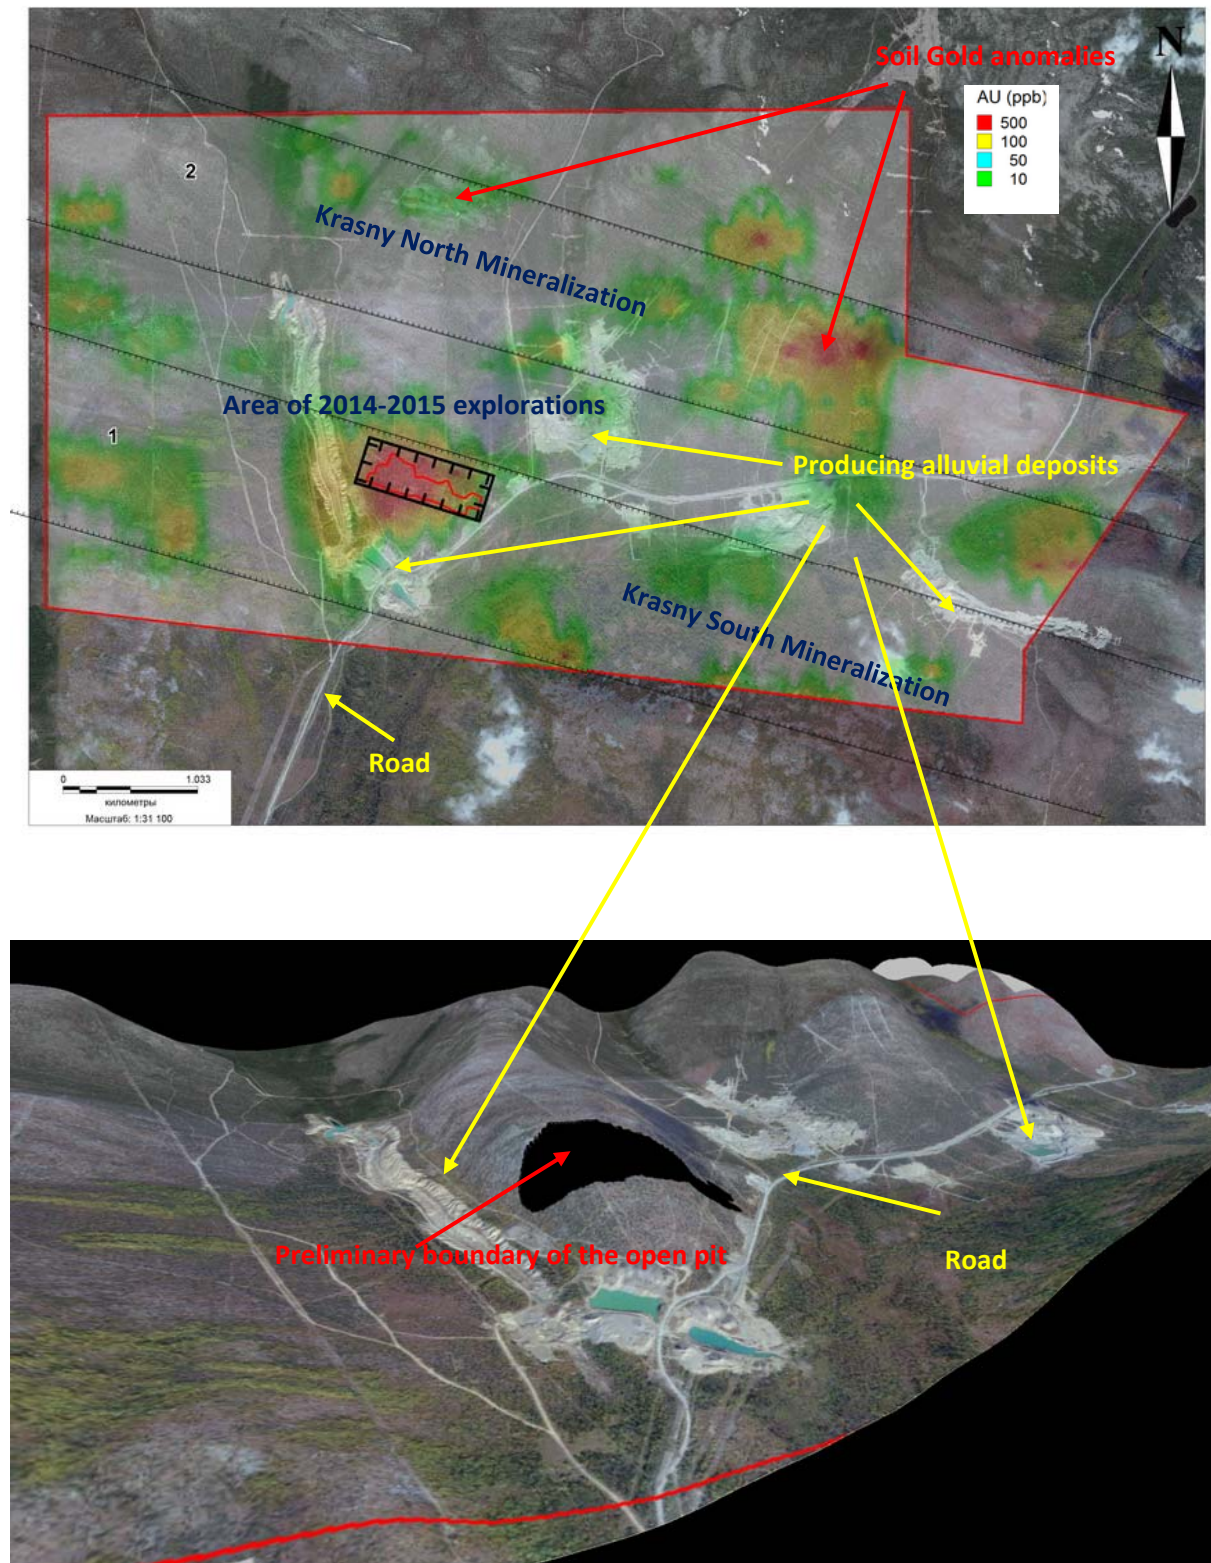 Soil Gold anomalies
N
AU (ppb)
500
100
50
10
2
Krasny North Mineralization
Area of 2014-2015 explorations
1
Producing alluvial deposits
Krasny South Mineralization
Road
0 1.033
километры
Масштаб: 1:31 100
Preliminary boundary of the open pit
Road